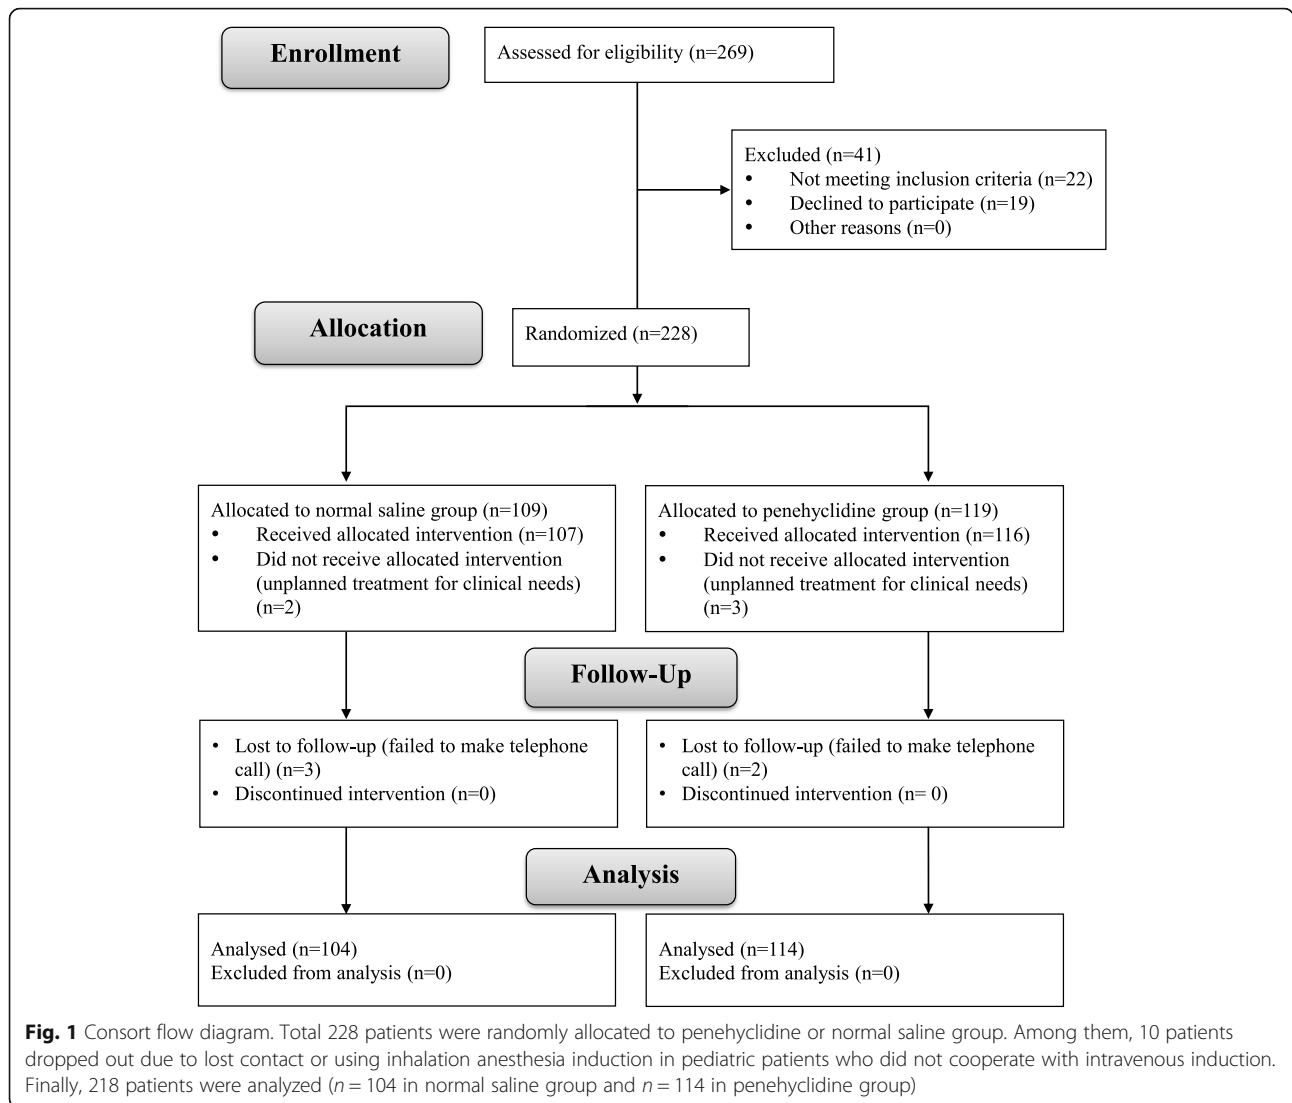 Enrollment
Assessed for eligibility (n=269)
Excluded (n=41)
• Not meeting inclusion criteria (n=22)
• Declined to participate (n=19)
• Other reasons (n=0)
Allocation
Randomized (n=228)
Allocated to normal saline group (n=109)
• Received allocated intervention (n=107)
• Did not receive allocated intervention
(unplanned treatment for clinical needs)
(n=2)
Allocated to penehyclidine group (n=119)
• Received allocated intervention (n=116)
• Did not receive allocated intervention
(unplanned treatment for clinical needs)
(n=3)
Follow-Up
• Lost to follow-up (failed to make telephone
call) (n=3)
• Discontinued intervention (n=0)
• Lost to follow-up (failed to make telephone
call) (n=2)
• Discontinued intervention (n= 0)
Analysis
Analysed (n=104)
Excluded from analysis (n=0)
Analysed (n=114)
Excluded from analysis (n=0)
Fig. 1 Consort flow diagram. Total 228 patients were randomly allocated to penehyclidine or normal saline group. Among them, 10 patients
dropped out due to lost contact or using inhalation anesthesia induction in pediatric patients who did not cooperate with intravenous induction.
Finally, 218 patients were analyzed (n = 104 in normal saline group and n = 114 in penehyclidine group)